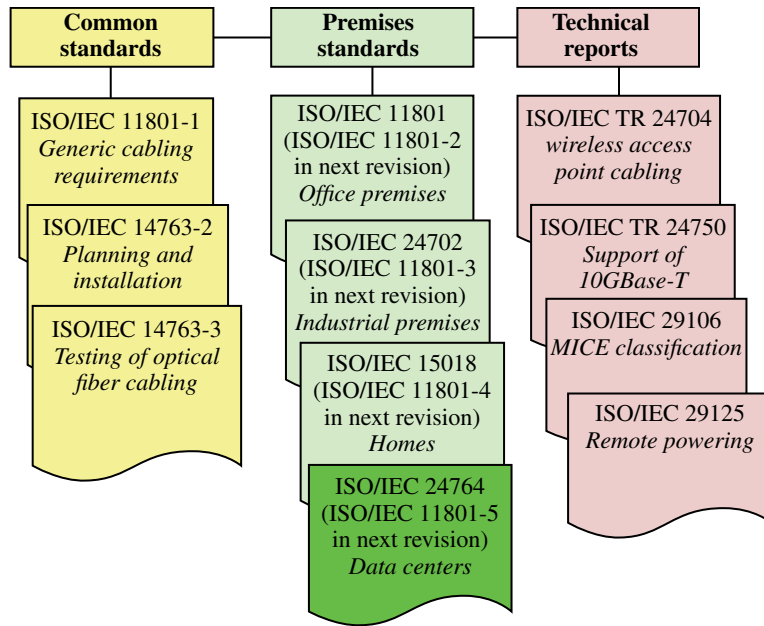 Common
standards
Premises
standards
Technical
reports
ISO/IEC 11801-1
Generic cabling
requirements
ISO/IEC 14763-2
Planning and
installation
ISO/IEC 14763-3
Testing of optical
fiber cabling
ISO/IEC 11801
(ISO/IEC 11801-2
in next revision)
Office premises
ISO/IEC 24702
(ISO/IEC 11801-3
in next revision)
Industrial premises
ISO/IEC 15018
(ISO/IEC 11801-4
in next revision)
Homes
ISO/IEC 24764
(ISO/IEC 11801-5
in next revision)
Data centers
ISO/IEC TR 24704
wireless access
point cabling
ISO/IEC TR 24750
Support of
10GBase-T
ISO/IEC 29106
MICE classification
ISO/IEC 29125
Remote powering